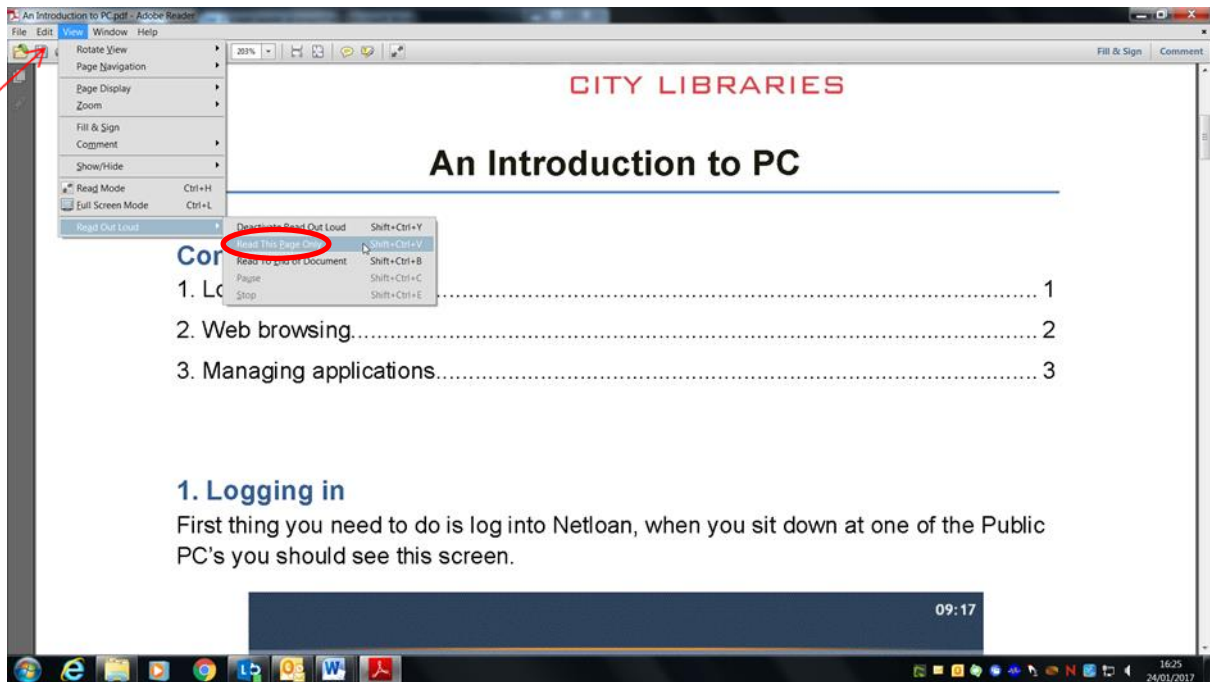 An Introduction to PC.pdf - Adobe Reader
File Edit View Window Help
Rotate View
Page Navigation
Page Display
Zoom
Fill & Sign
Comment
Show/Hide
Read Mode Ctrl+H
Full Screen Mode Ctrl+L
Read Out Loud
203%
Fill & Sign Comment
Deactivate Read Out Loud Shift+Ctrl+Y
Read This Page Only Shift+Ctrl+V
Read To End of Document Shift+Ctrl+B
Pause Shift+Ctrl+C
Stop Shift+Ctrl+E
CITY LIBRARIES
An Introduction to PC
Con
1. Lo............................................................ 1
2. Web browsing............................................................ 2
3. Managing applications............................................................ 3
1. Logging in
First thing you need to do is log into Netloan, when you sit down at one of the Public
PC's you should see this screen.
09:17
16:25
24/01/2017